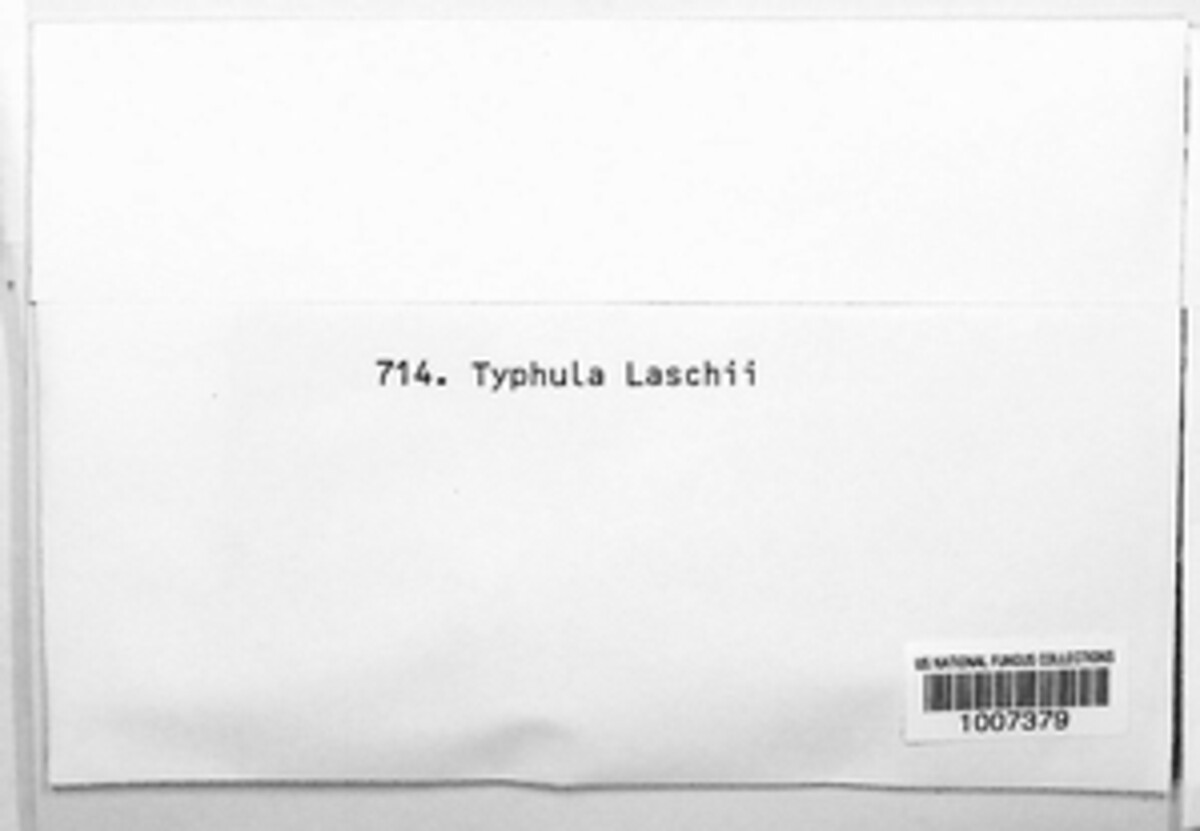 714. Typhula Laschii
US NATIONAL FUNGUS COLLECTIONS
1007379